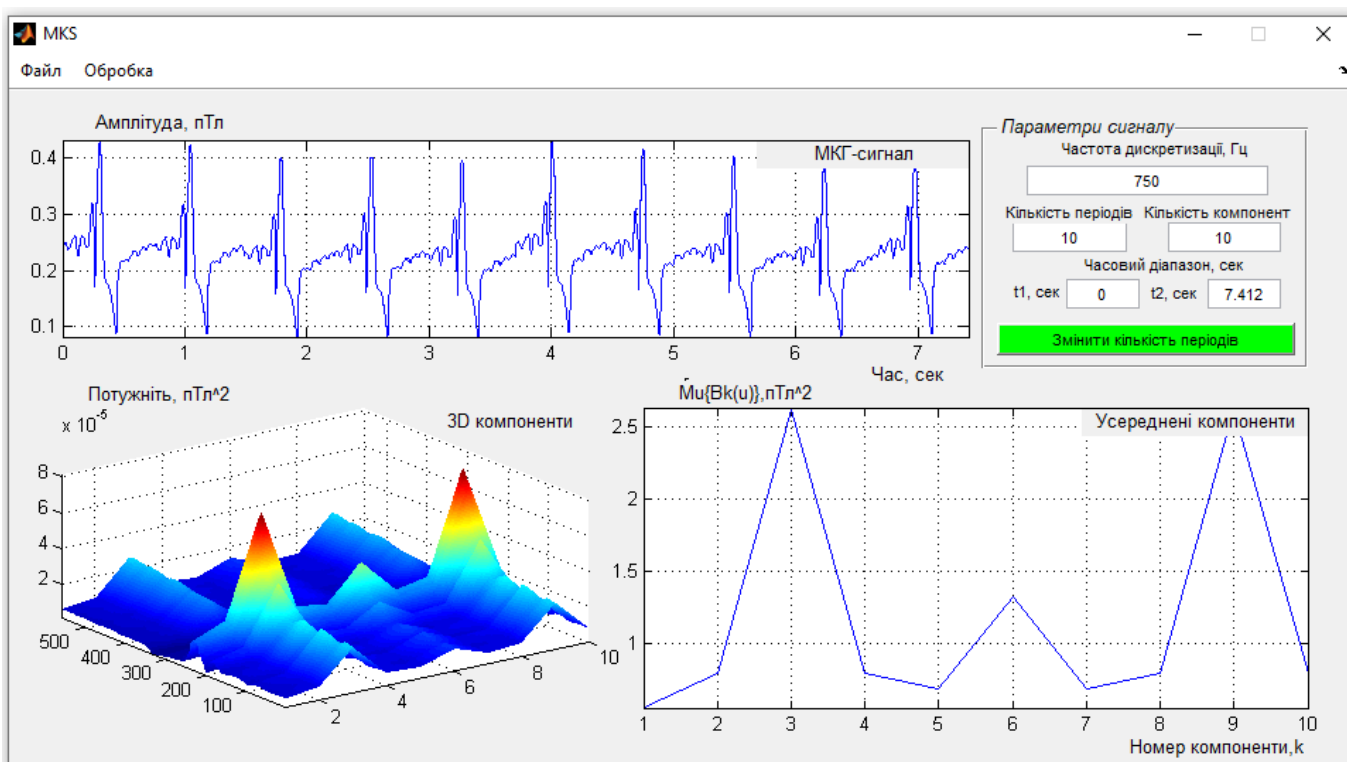 MKS
Файл Обробка
Амплітуда, пТл
МКГ-сигнал
0.4
0.3
0.2
0.1
0 1 2 3 4 5 6 7
Час, сек
Параметри сигналу
Частота дискретизації, Гц
750
Кількість періодів Кількість компонент
10 10
Часовий діапазон, сек
t1, сек 0 t2, сек 7.412
Змінити кількість періодів
Потужніть, пТл^2
x 10^-5
3D компоненти
8
6
4
2
500 400 300 200 100
2 4 6 8 10
Mu{Bk(u)},пТл^2
Усереднені компоненти
2.5
2
1.5
1
1 2 3 4 5 6 7 8 9 10
Номер компоненти,k